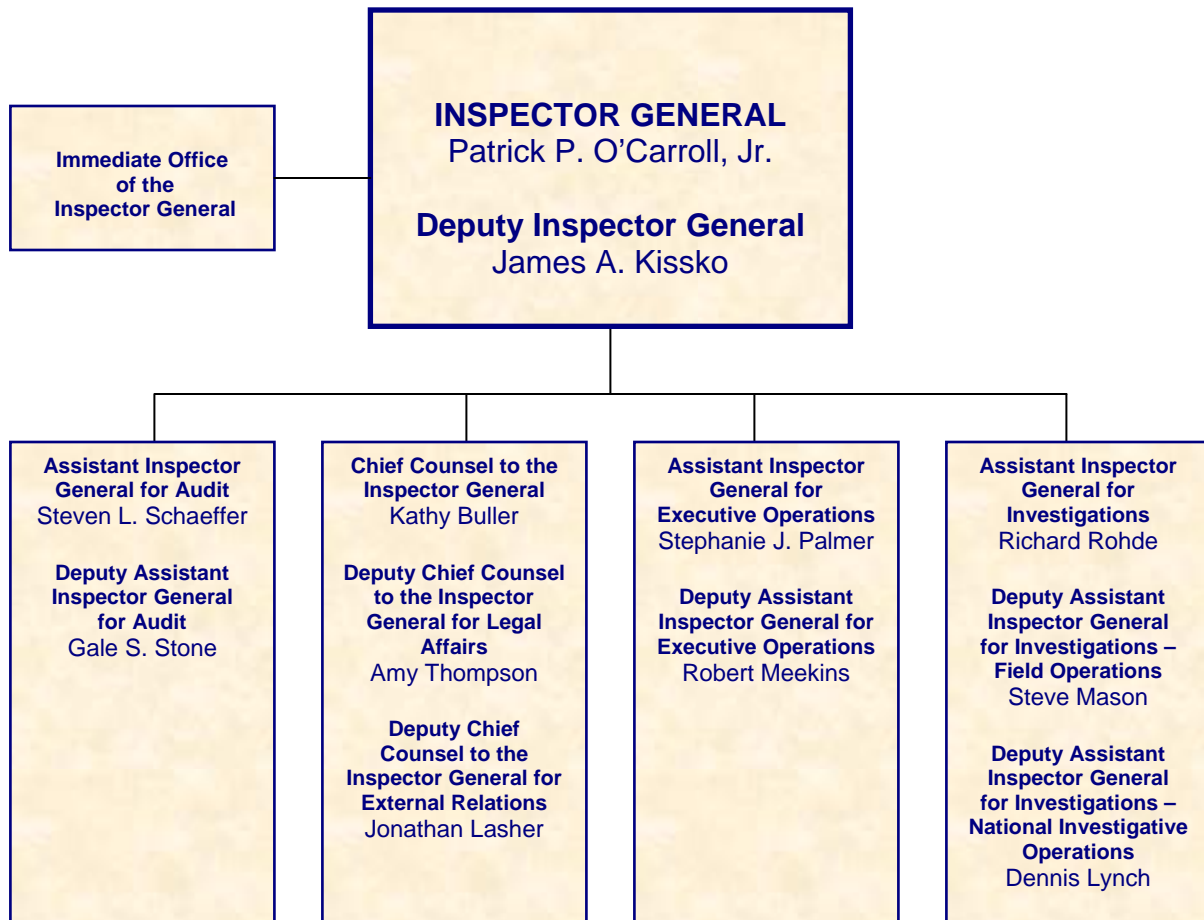 Immediate Office
of the
Inspector General
INSPECTOR GENERAL
Patrick P. O’Carroll, Jr.
Deputy Inspector General
James A. Kissko
Assistant Inspector
General for Audit
Steven L. Schaeffer
Deputy Assistant
Inspector General
for Audit
Gale S. Stone
Chief Counsel to the
Inspector General
Kathy Buller
Deputy Chief Counsel
to the Inspector
General for Legal
Affairs
Amy Thompson
Deputy Chief
Counsel to the
Inspector General for
External Relations
Jonathan Lasher
Assistant Inspector
General for
Executive Operations
Stephanie J. Palmer
Deputy Assistant
Inspector General for
Executive Operations
Robert Meekins
Assistant Inspector
General for
Investigations
Richard Rohde
Deputy Assistant
Inspector General
for Investigations –
Field Operations
Steve Mason
Deputy Assistant
Inspector General
for Investigations –
National Investigative
Operations
Dennis Lynch